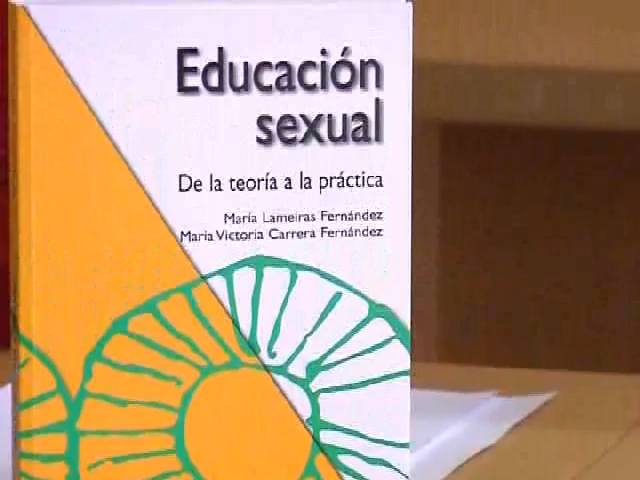 Educación
sexual
De la teoría a la práctica
María Lameiras Fernández
María Victoria Carrera Fernández